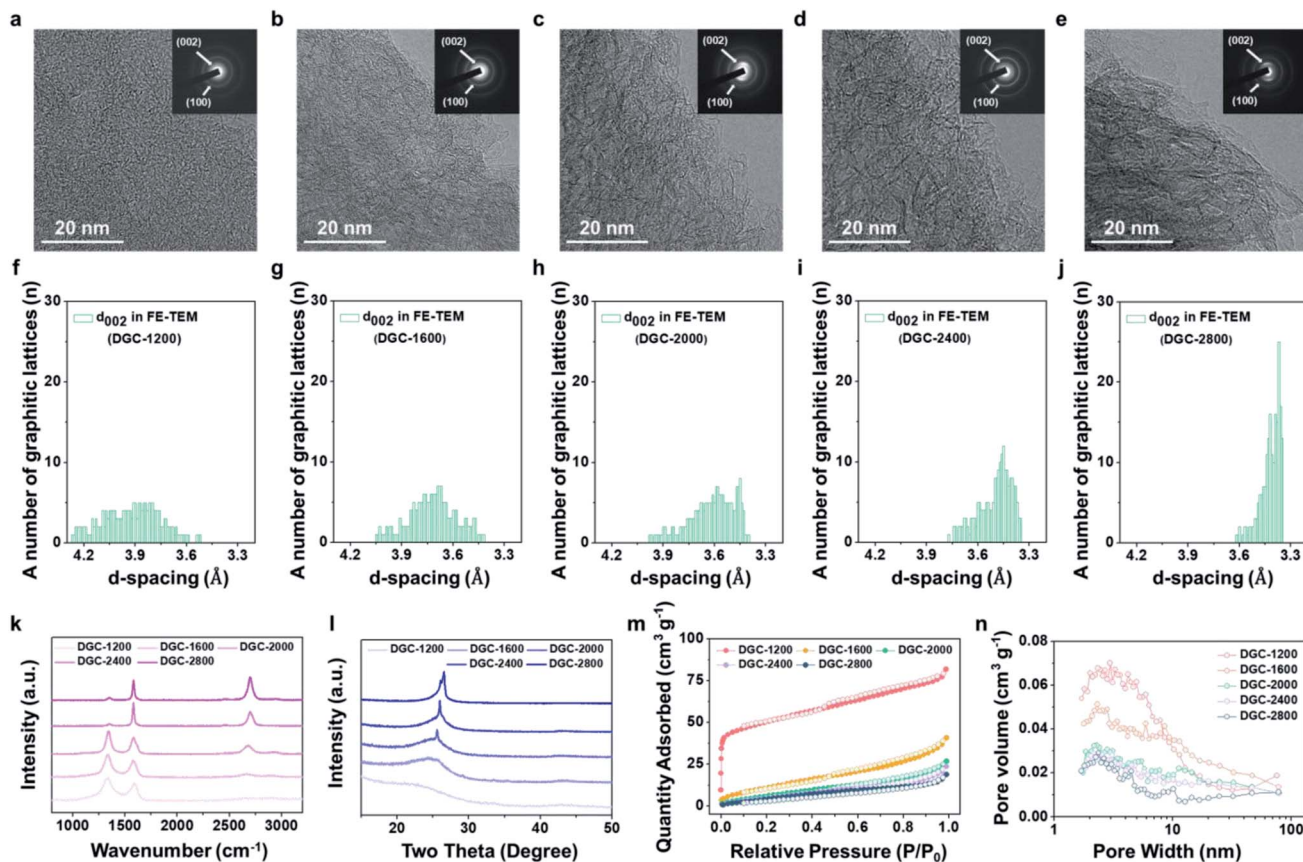 a
b
c
d
e
(002)
(100)
20 nm
(002)
(100)
20 nm
(002)
(100)
20 nm
(002)
(100)
20 nm
(002)
(100)
20 nm
f
A number of graphitic lattices (n)
30
20
10
0
d002 in FE-TEM
(DGC-1200)
4.2 3.9 3.6 3.3
d-spacing (Å)
g
A number of graphitic lattices (n)
30
20
10
0
d002 in FE-TEM
(DGC-1600)
4.2 3.9 3.6 3.3
d-spacing (Å)
h
A number of graphitic lattices (n)
30
20
10
0
d002 in FE-TEM
(DGC-2000)
4.2 3.9 3.6 3.3
d-spacing (Å)
i
A number of graphitic lattices (n)
30
20
10
0
d002 in FE-TEM
(DGC-2400)
4.2 3.9 3.6 3.3
d-spacing (Å)
j
A number of graphitic lattices (n)
30
20
10
0
d002 in FE-TEM
(DGC-2800)
4.2 3.9 3.6 3.3
d-spacing (Å)
k
Intensity (a.u.)
DGC-1200 DGC-1600 DGC-2000
DGC-2400 DGC-2800
1000 1500 2000 2500 3000
Wavenumber (cm-1)
l
Intensity (a.u.)
DGC-1200 DGC-1600 DGC-2000
DGC-2400 DGC-2800
20 30 40 50
Two Theta (Degree)
m
Quantity Adsorbed (cm3 g-1)
100
75
50
25
0
DGC-1200 DGC-1600 DGC-2000
DGC-2400 DGC-2800
0.0 0.2 0.4 0.6 0.8 1.0
Relative Pressure (P/P0)
n
Pore volume (cm3 g-1)
0.08
0.06
0.04
0.02
0.00
DGC-1200
DGC-1600
DGC-2000
DGC-2400
DGC-2800
1 10 100
Pore Width (nm)